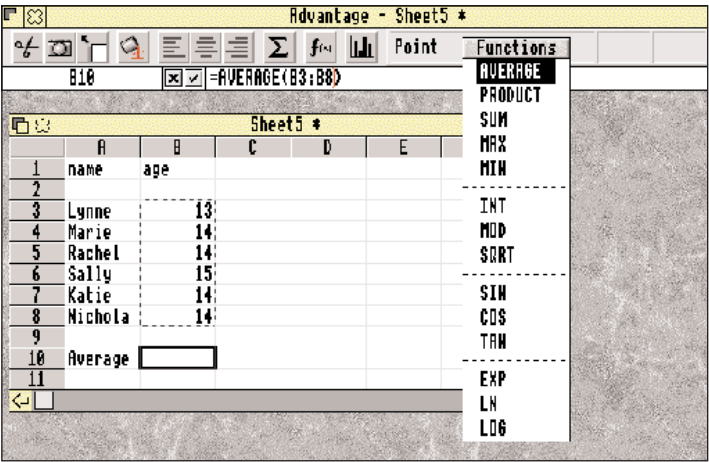 Advantage - Sheet5 *
Σ f(x) Point
B10 =AVERAGE(B3:B8)
Sheet5 *
A B C D E
1 name age
2
3 Lynne 13
4 Marie 14
5 Rachel 14
6 Sally 15
7 Katie 14
8 Nichola 14
9
10 Average
11
Functions
AVERAGE
PRODUCT
SUM
MAX
MIN
INT
MOD
SQRT
SIN
COS
TAN
EXP
LN
LOG